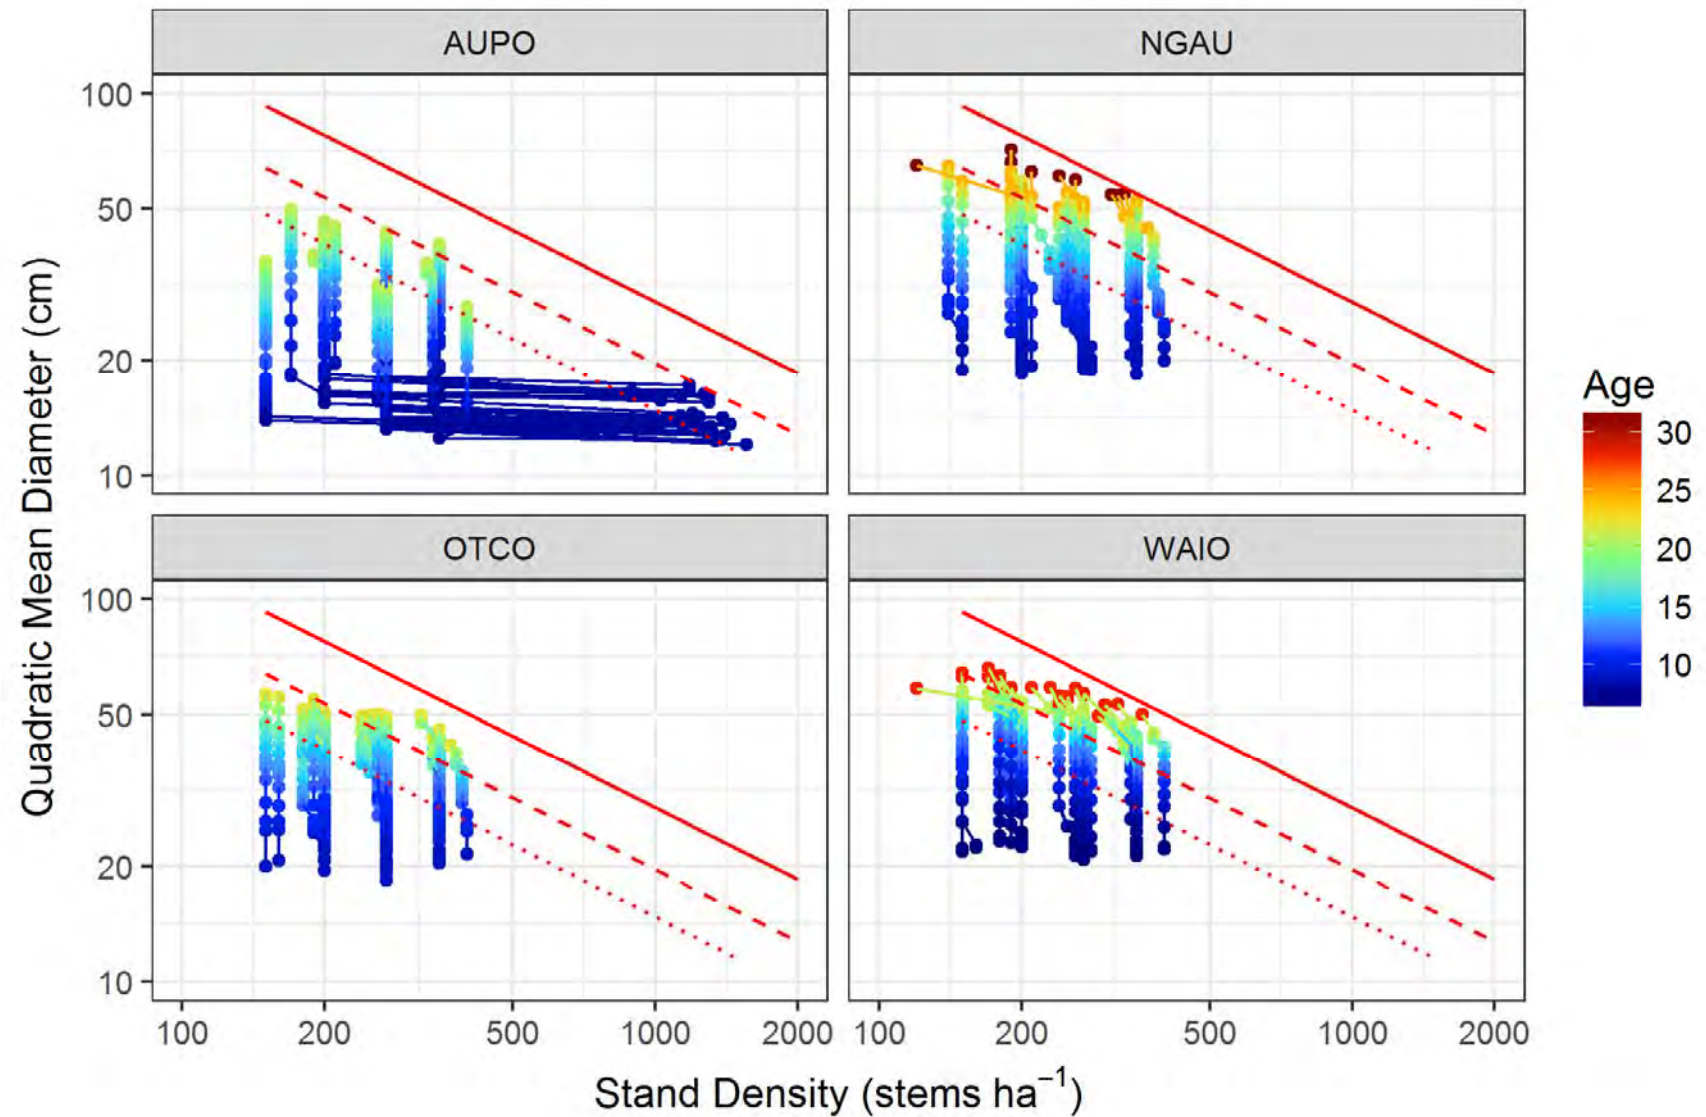 AUPO
NGAU
100
50
20
10
OTCO
WAIO
100
50
20
10
100 200 500 1000 2000 100 200 500 1000 2000
Quadratic Mean Diameter (cm)
Stand Density (stems ha⁻¹)
Age
30
25
20
15
10